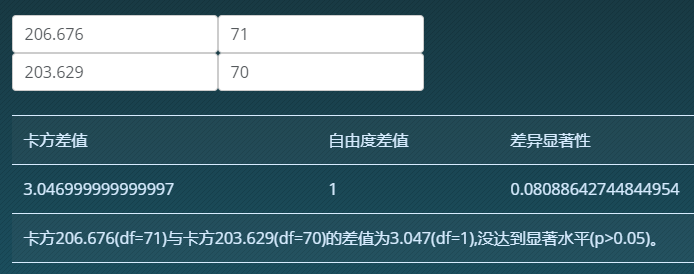 206.676 71
203.629 70
卡方差值 自由度差值 差异显著性
3.046999999999997 1 0.08088642744844954
卡方206.676(df=71)与卡方203.629(df=70)的差值为3.047(df=1),没达到显著水平(p>0.05)。